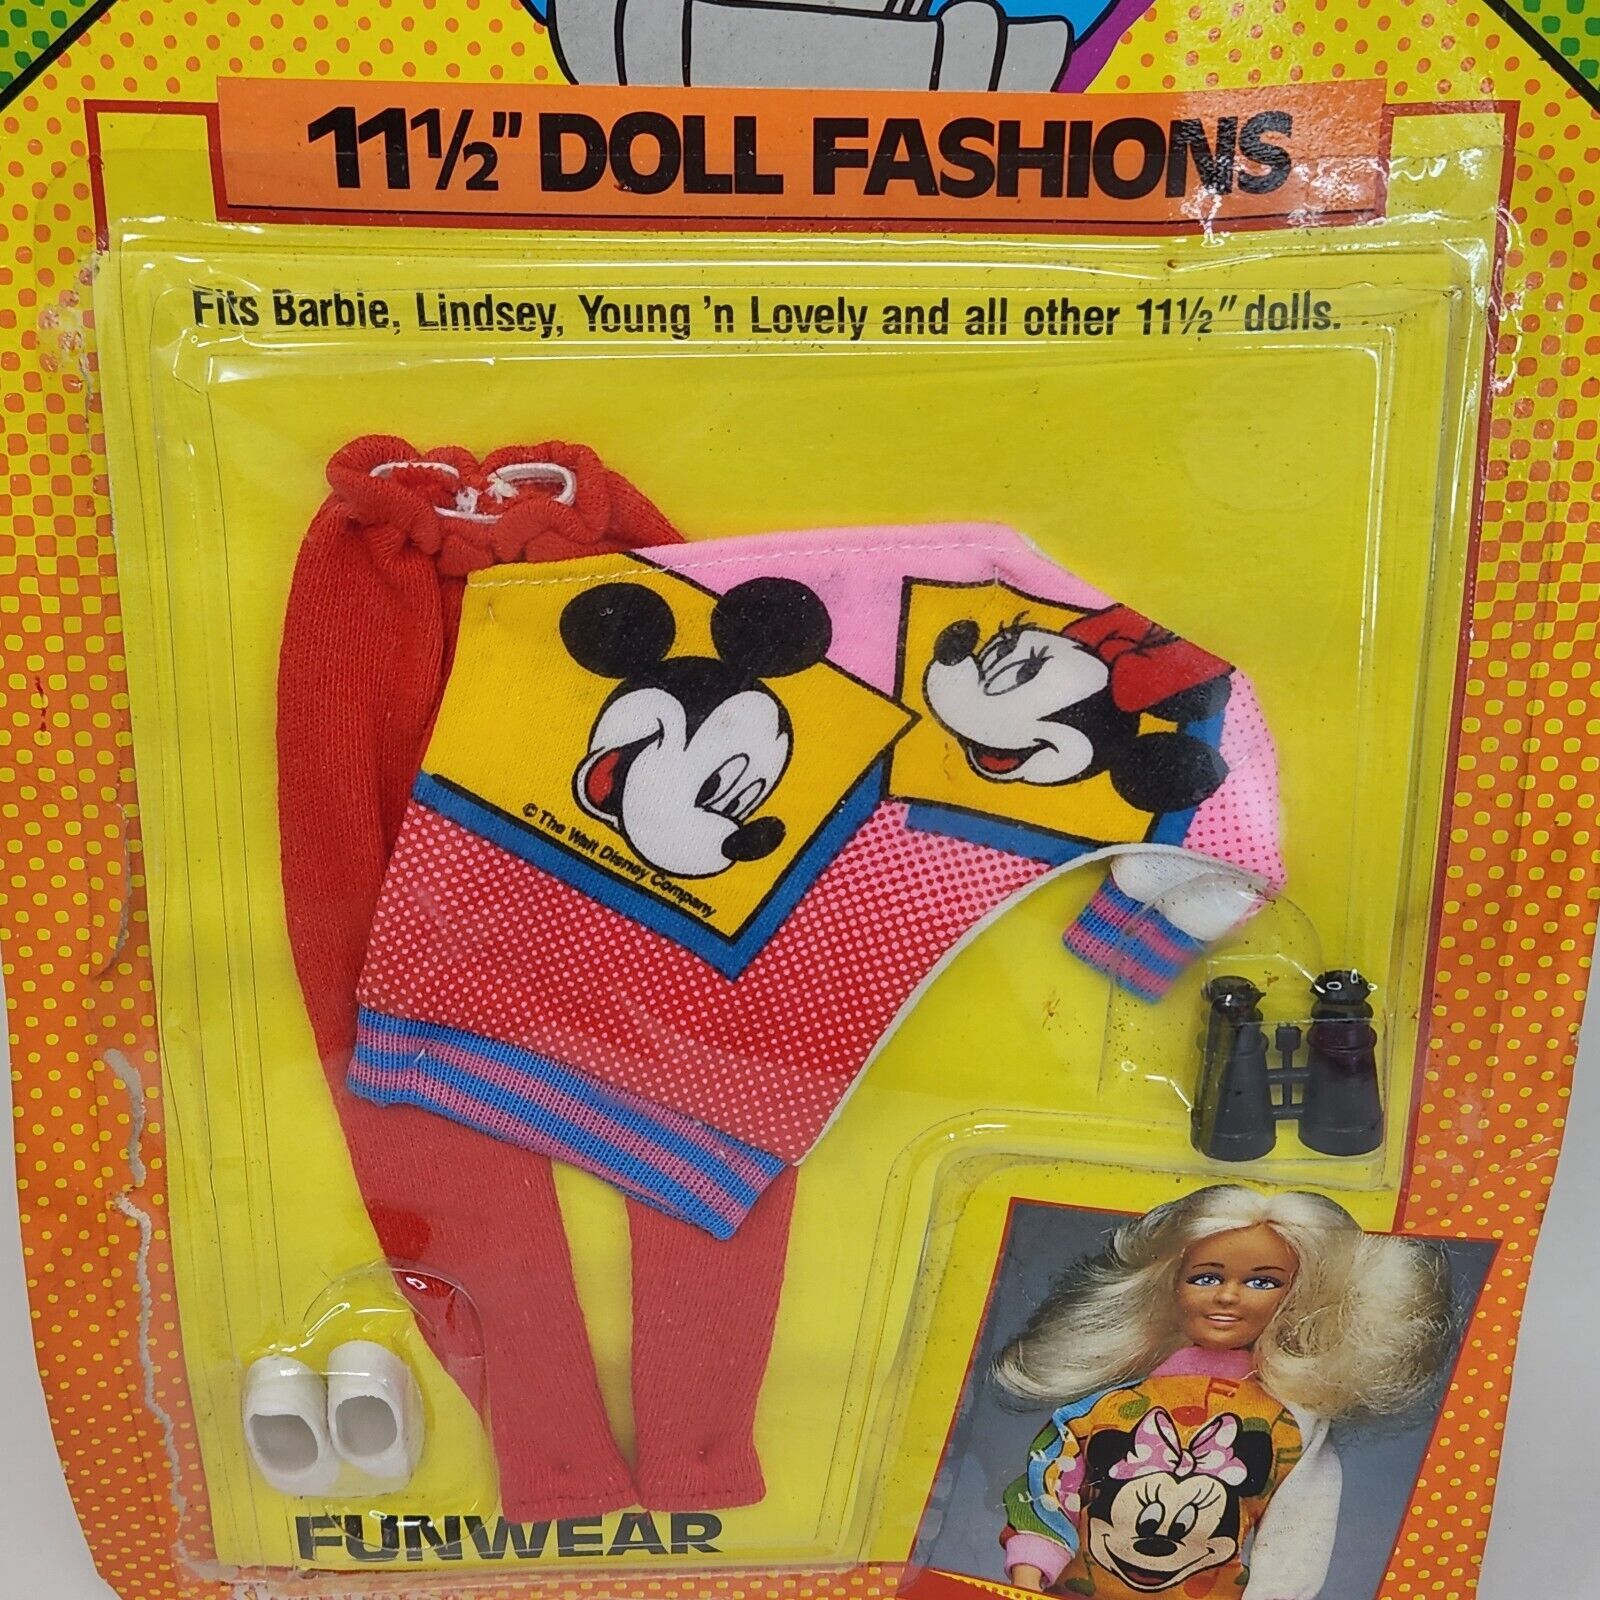 11½" DOLL FASHIONS
Fits Barbie, Lindsey, Young 'n Lovely and all other 11½" dolls.
© The Walt Disney Company
FUNWEAR